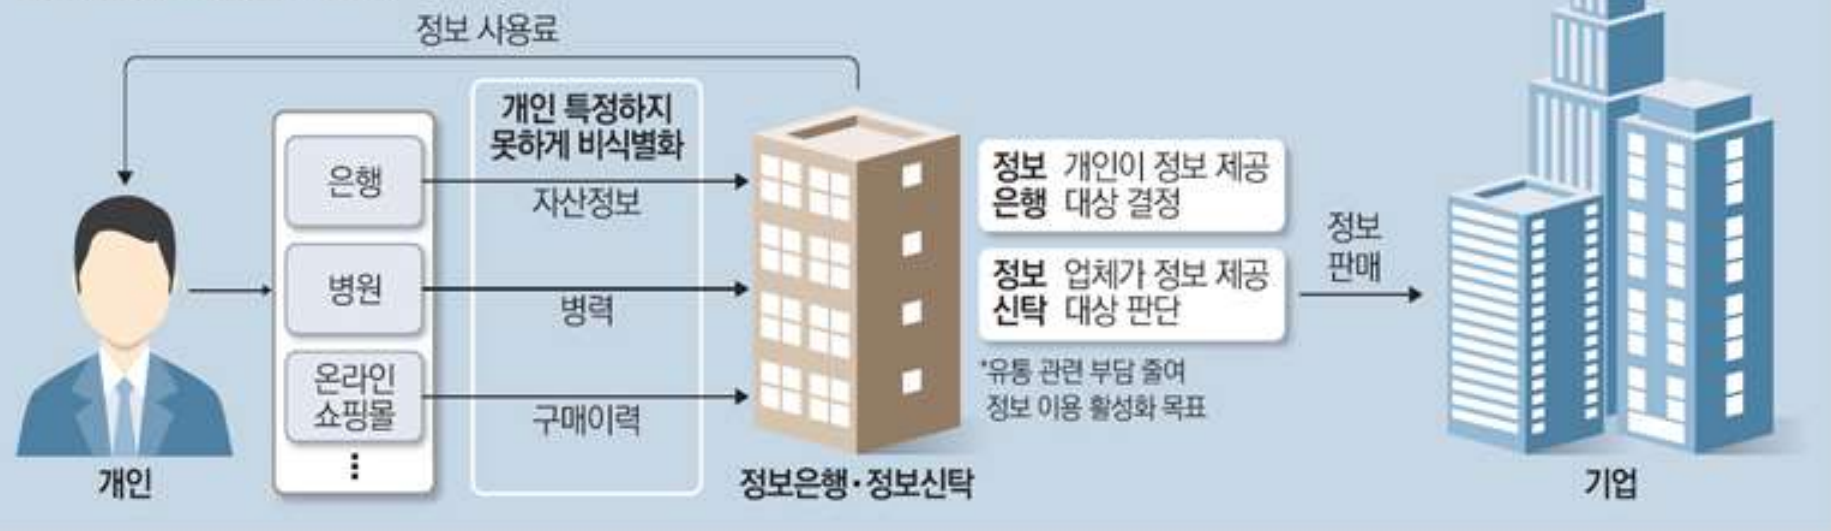 정보 사용료
개인 특정하지
못하게 비식별화
은행
자산정보
병원
병력
온라인
쇼핑몰
구매이력
개인
정보은행·정보신탁
정보 개인이 정보 제공
은행 대상 결정
정보 업체가 정보 제공
신탁 대상 판단
*유통 관련 부담 줄여
정보 이용 활성화 목표
정보
판매
기업